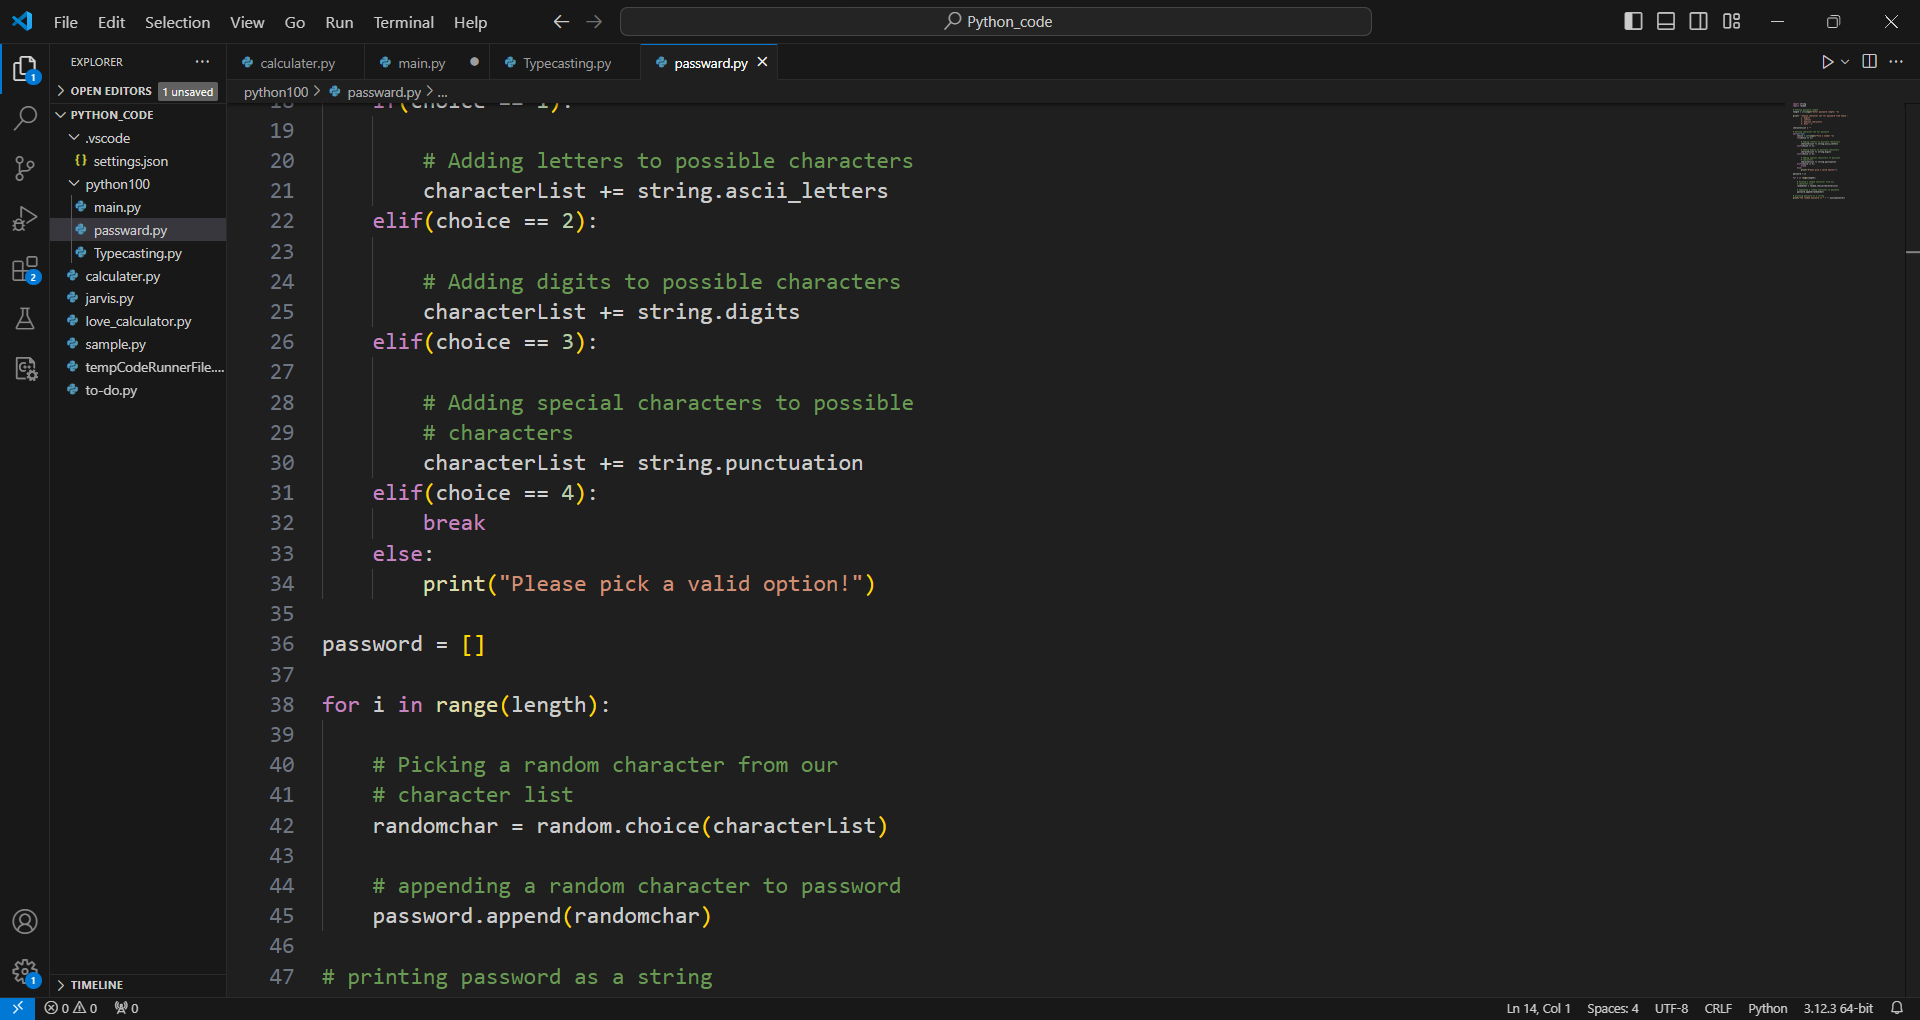 File Edit Selection View Go Run Terminal Help
Python_code
EXPLORER
calculater.py
main.py
Typecasting.py
passward.py
OPEN EDITORS 1 unsaved
python100 > passward.py > ...
PYTHON_CODE
.vscode
{} settings.json
python100
main.py
passward.py
Typecasting.py
calculater.py
jarvis.py
love_calculator.py
sample.py
tempCodeRunnerFile....
to-do.py
1
2
1
TIMELINE
18 if(choice == 1):
19
20 # Adding letters to possible characters
21 characterList += string.ascii_letters
22 elif(choice == 2):
23
24 # Adding digits to possible characters
25 characterList += string.digits
26 elif(choice == 3):
27
28 # Adding special characters to possible
29 # characters
30 characterList += string.punctuation
31 elif(choice == 4):
32 break
33 else:
34 print("Please pick a valid option!")
35
36 password = []
37
38 for i in range(length):
39
40 # Picking a random character from our
41 # character list
42 randomchar = random.choice(characterList)
43
44 # appending a random character to password
45 password.append(randomchar)
46
47 # printing password as a string
0 0 0
Ln 14, Col 1 Spaces: 4 UTF-8 CRLF Python 3.12.3 64-bit